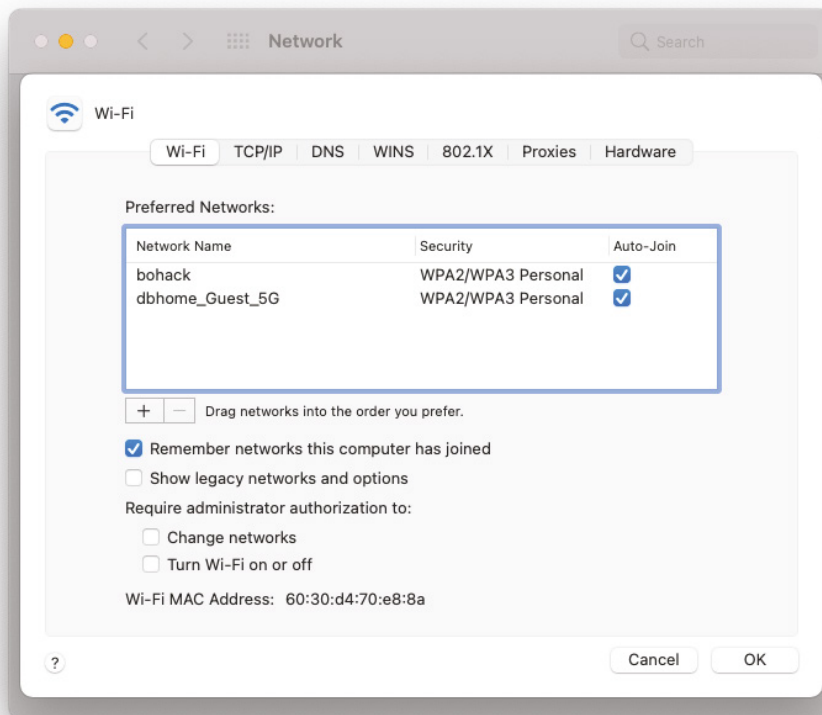 Network
Search
Wi-Fi
Wi-Fi TCP/IP DNS WINS 802.1X Proxies Hardware
Preferred Networks:
Network Name Security Auto-Join
bohack WPA2/WPA3 Personal
dbhome_Guest_5G WPA2/WPA3 Personal
+ − Drag networks into the order you prefer.
Remember networks this computer has joined
Show legacy networks and options
Require administrator authorization to:
Change networks
Turn Wi-Fi on or off
Wi-Fi MAC Address: 60:30:d4:70:e8:8a
? Cancel OK